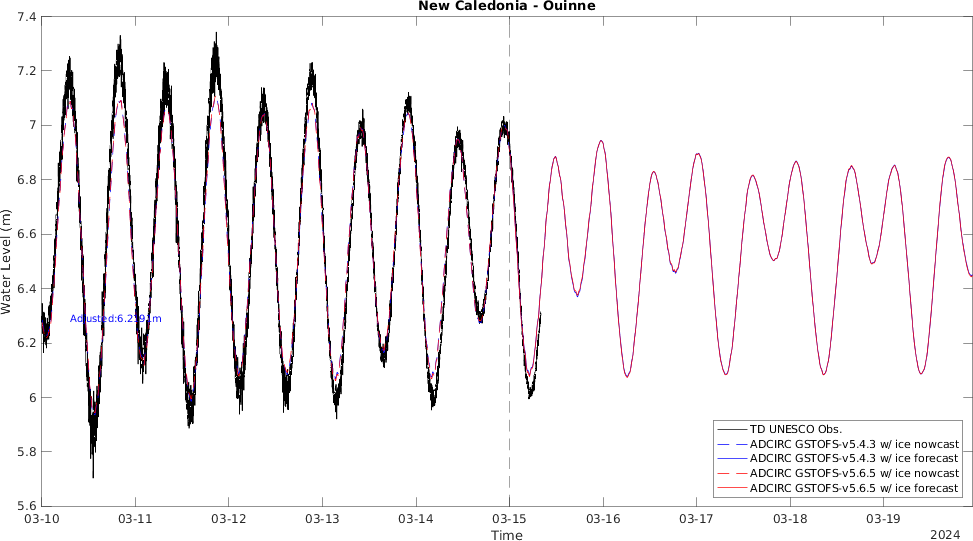 New Caledonia - Ouinne
7.4
7.2
7
6.8
6.6
6.4
6.2
6
5.8
5.6
Water Level (m)
TD UNESCO Obs.
ADCIRC GSTOFS-v5.4.3 w/ ice nowcast
ADCIRC GSTOFS-v5.4.3 w/ ice forecast
ADCIRC GSTOFS-v5.6.5 w/ ice nowcast
ADCIRC GSTOFS-v5.6.5 w/ ice forecast
03-10 03-11 03-12 03-13 03-14 03-15 03-16 03-17 03-18 03-19
Time
2024